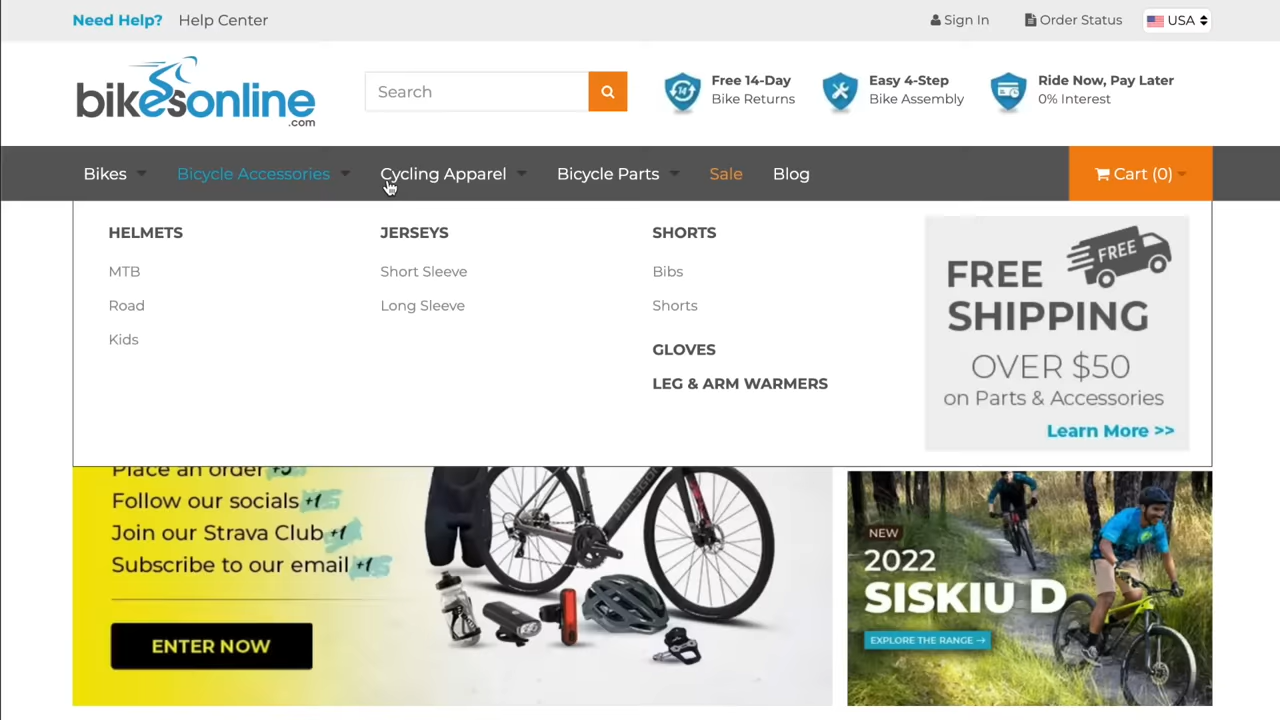 Need Help? Help Center
Sign In Order Status USA
bikesonline
.com
Search
14
Free 14-Day
Bike Returns
Easy 4-Step
Bike Assembly
Ride Now, Pay Later
0% Interest
Bikes Bicycle Accessories Cycling Apparel Bicycle Parts Sale Blog Cart (0)
HELMETS
MTB
Road
Kids
JERSEYS
Short Sleeve
Long Sleeve
SHORTS
Bibs
Shorts
GLOVES
LEG & ARM WARMERS
FREE
FREE
SHIPPING
OVER $50
on Parts & Accessories
Learn More >>
Place an order +5
Follow our socials +1
Join our Strava Club +1
Subscribe to our email +1
ENTER NOW
NEW
2022
SISKIU D
EXPLORE THE RANGE →